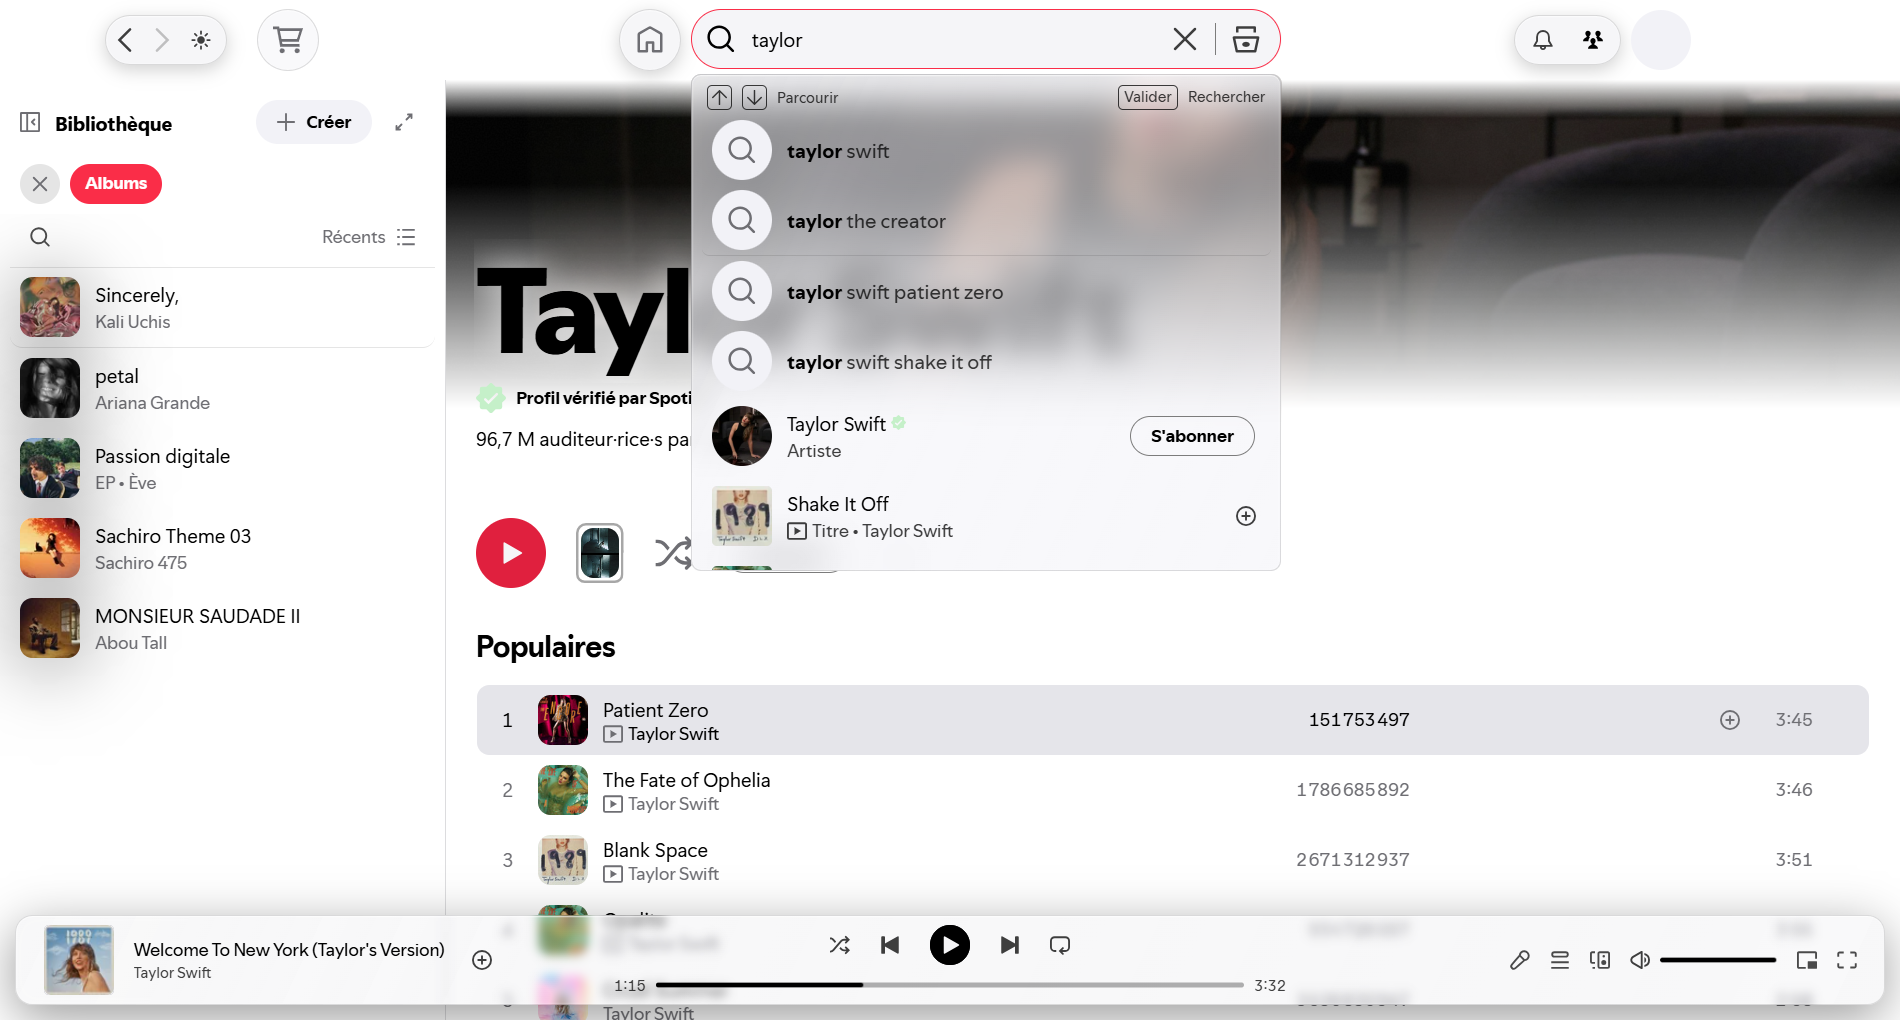 taylor
Parcourir
Valider Rechercher
Bibliothèque
Créer
Albums
Récents
Sincerely,
Kali Uchis
petal
Ariana Grande
Passion digitale
EP • Ève
Sachiro Theme 03
Sachiro 475
MONSIEUR SAUDADE II
Abou Tall
taylor swift
taylor the creator
taylor swift patient zero
taylor swift shake it off
Taylor Swift
Artiste
S'abonner
Shake It Off
Titre • Taylor Swift
Taylor Swift
Profil vérifié par Spoti
96,7 M auditeur·rice·s pa
Populaires
1 Patient Zero 151753497 3:45
Taylor Swift
2 The Fate of Ophelia 1786685892 3:46
Taylor Swift
3 Blank Space 2671312937 3:51
Taylor Swift
Taylor Swift
Welcome To New York (Taylor's Version)
Taylor Swift
1:15 3:32